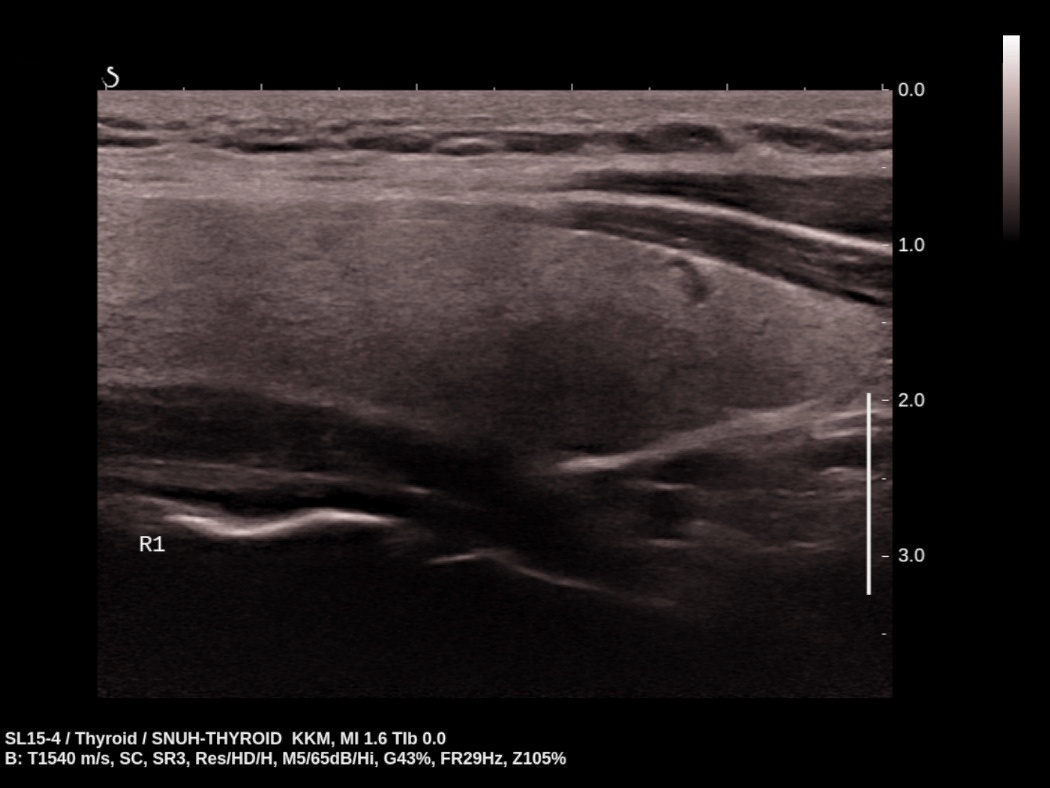 S
0.0
1.0
2.0
3.0
R1
SL15-4 / Thyroid / SNUH-THYROID  KKM, MI 1.6 TIb 0.0
B: T1540 m/s, SC, SR3, Res/HD/H, M5/65dB/Hi, G43%, FR29Hz, Z105%